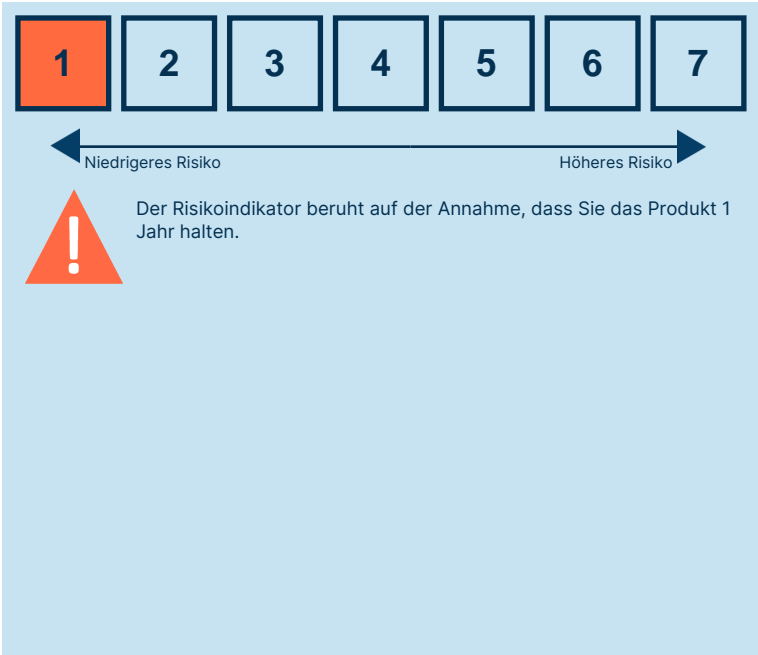 1 2 3 4 5 6 7
Niedrigeres Risiko Höheres Risiko
!
Der Risikoindikator beruht auf der Annahme, dass Sie das Produkt 1
Jahr halten.